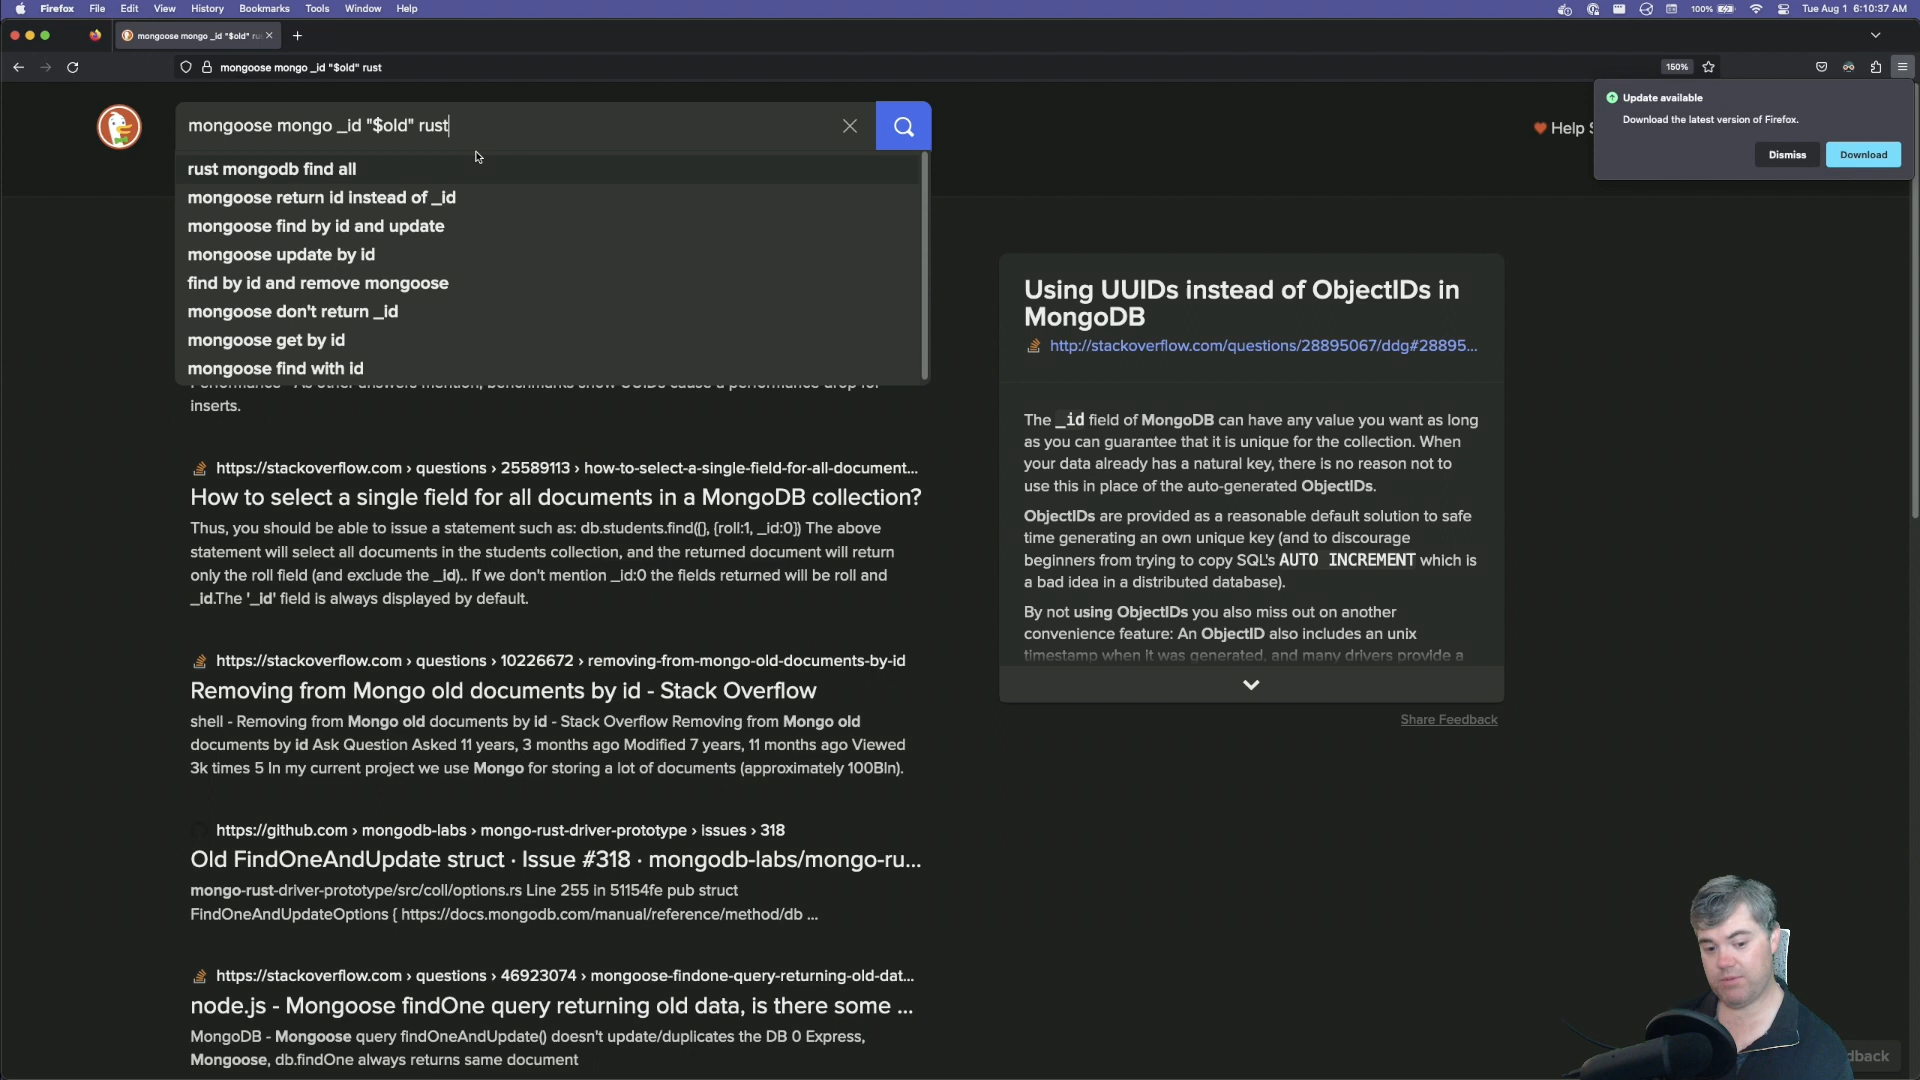 Firefox File Edit View History Bookmarks Tools Window Help 100% Tue Aug 1 6:10:37 AM
mongoose mongo _id "$old" ru
mongoose mongo _id "$old" rust 150%
Update available
Download the latest version of Firefox.
Dismiss Download
mongoose mongo _id "$old" rust
Help
rust mongodb find all
mongoose return id instead of _id
mongoose find by id and update
mongoose update by id
find by id and remove mongoose
mongoose don't return _id
mongoose get by id
mongoose find with id
Performance - As other answers mention, benchmarks show UUIDs cause a performance drop for
inserts.
https://stackoverflow.com › questions › 25589113 › how-to-select-a-single-field-for-all-document...
How to select a single field for all documents in a MongoDB collection?
Thus, you should be able to issue a statement such as: db.students.find({}, {roll:1, _id:0}) The above
statement will select all documents in the students collection, and the returned document will return
only the roll field (and exclude the _id).. If we don't mention _id:0 the fields returned will be roll and
_id.The '_id' field is always displayed by default.
https://stackoverflow.com › questions › 10226672 › removing-from-mongo-old-documents-by-id
Removing from Mongo old documents by id - Stack Overflow
shell - Removing from Mongo old documents by id - Stack Overflow Removing from Mongo old
documents by id Ask Question Asked 11 years, 3 months ago Modified 7 years, 11 months ago Viewed
3k times 5 In my current project we use Mongo for storing a lot of documents (approximately 100Bln).
https://github.com › mongodb-labs › mongo-rust-driver-prototype › issues › 318
Old FindOneAndUpdate struct · Issue #318 · mongodb-labs/mongo-ru...
mongo-rust-driver-prototype/src/coll/options.rs Line 255 in 51154fe pub struct
FindOneAndUpdateOptions { https://docs.mongodb.com/manual/reference/method/db ...
https://stackoverflow.com › questions › 46923074 › mongoose-findone-query-returning-old-dat...
node.js - Mongoose findOne query returning old data, is there some ...
MongoDB - Mongoose query findOneAndUpdate() doesn't update/duplicates the DB 0 Express,
Mongoose, db.findOne always returns same document
Using UUIDs instead of ObjectIDs in
MongoDB
http://stackoverflow.com/questions/28895067/ddg#28895...
The _id field of MongoDB can have any value you want as long
as you can guarantee that it is unique for the collection. When
your data already has a natural key, there is no reason not to
use this in place of the auto-generated ObjectIDs.
ObjectIDs are provided as a reasonable default solution to safe
time generating an own unique key (and to discourage
beginners from trying to copy SQL's AUTO INCREMENT which is
a bad idea in a distributed database).
By not using ObjectIDs you also miss out on another
convenience feature: An ObjectID also includes an unix
timestamp when it was generated, and many drivers provide a
Share Feedback
dback